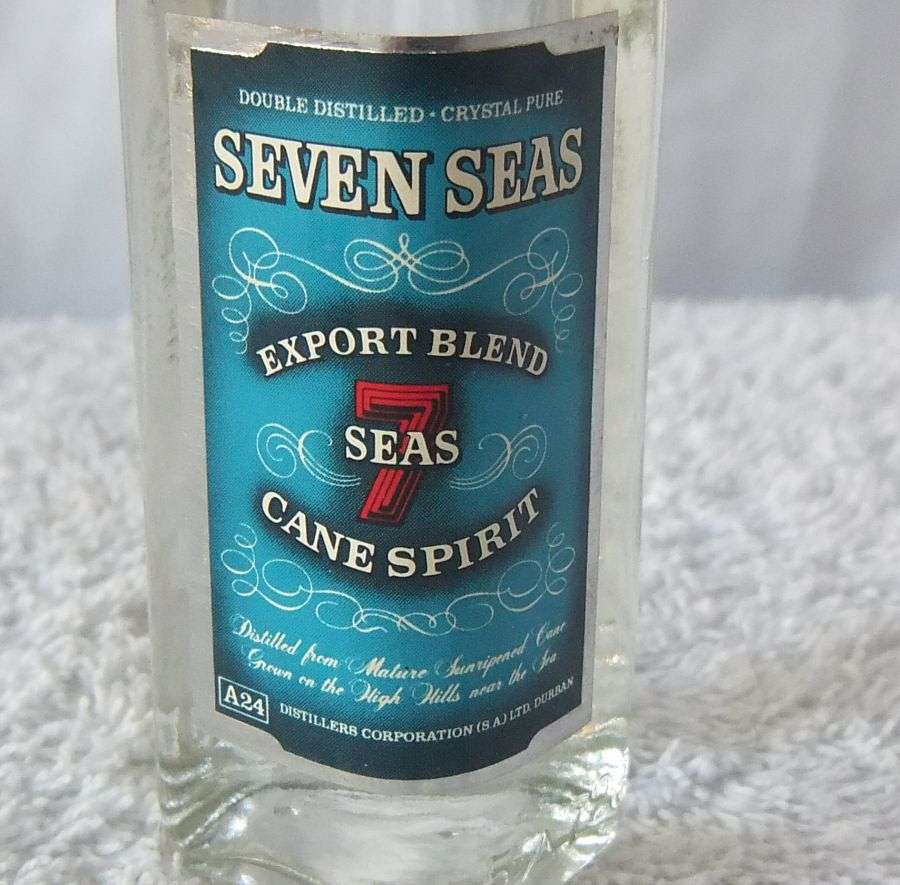 DOUBLE DISTILLED · CRYSTAL PURE
SEVEN SEAS
EXPORT BLEND
7
SEAS
CANE SPIRIT
Distilled from Mature Sunripened Cane
Grown on the High Hills near the Sea
A24
DISTILLERS CORPORATION (S A) LTD. DURBAN